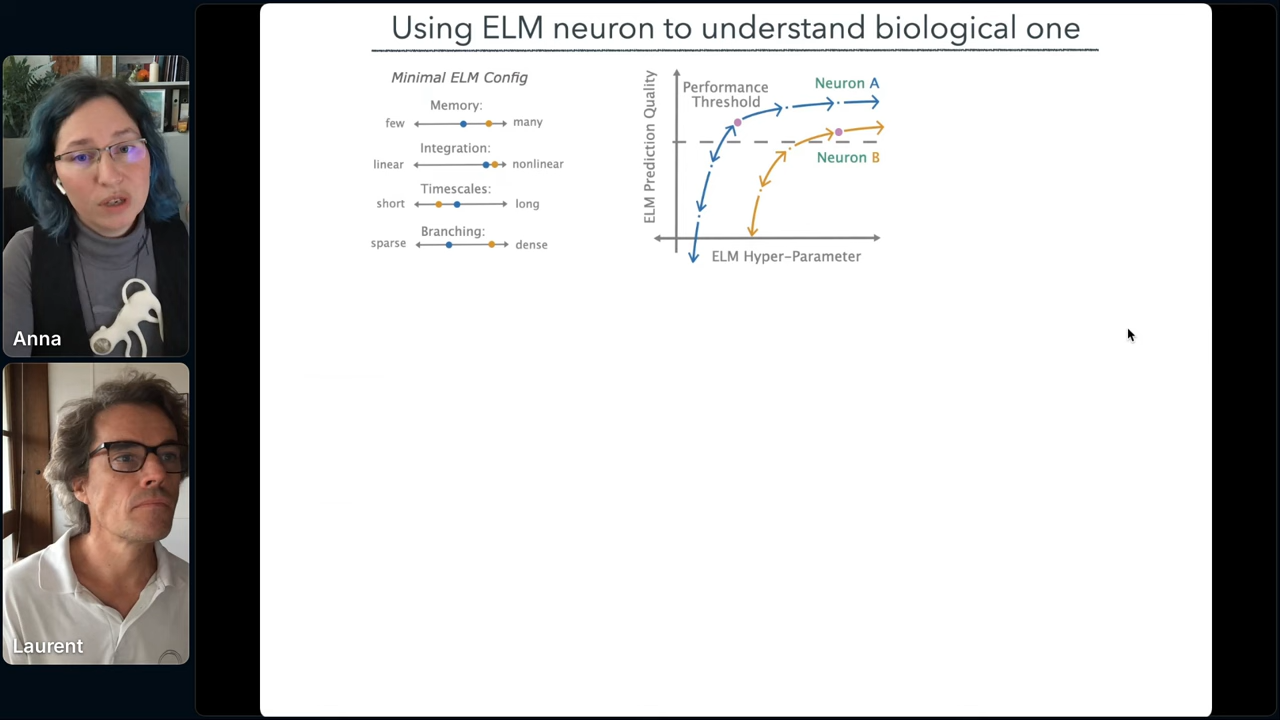 Using ELM neuron to understand biological one
Minimal ELM Config
Memory:
few many
Integration:
linear nonlinear
Timescales:
short long
Branching:
sparse dense
ELM Prediction Quality
Performance
Threshold
Neuron A
Neuron B
ELM Hyper-Parameter
Anna
Laurent